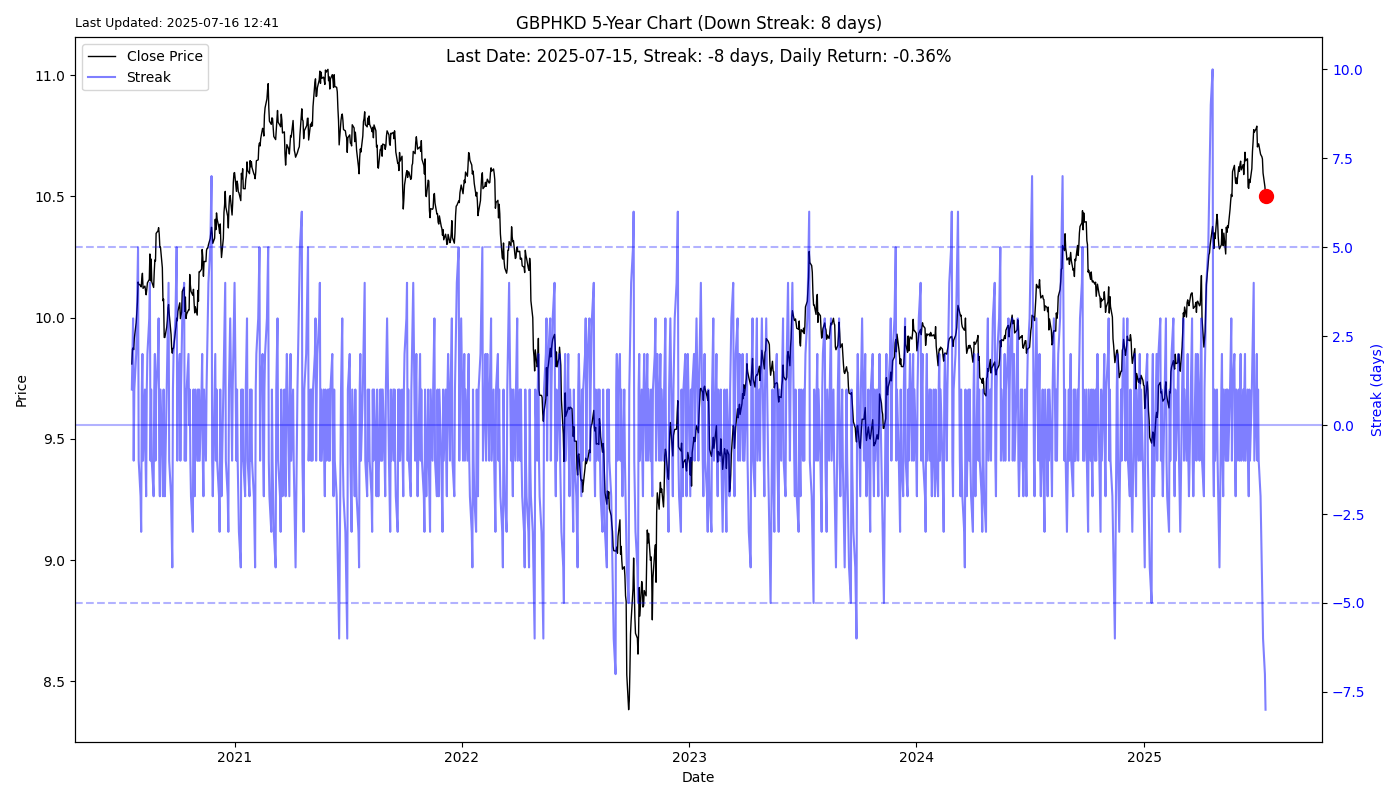 Last Updated: 2025-07-16 12:41
GBPHKD 5-Year Chart (Down Streak: 8 days)
Last Date: 2025-07-15, Streak: -8 days, Daily Return: -0.36%
Close Price
Streak
11.0
10.5
10.0
9.5
9.0
8.5
Price
10.0
7.5
5.0
2.5
0.0
−2.5
−5.0
−7.5
Streak (days)
2021
2022
2023
2024
2025
Date